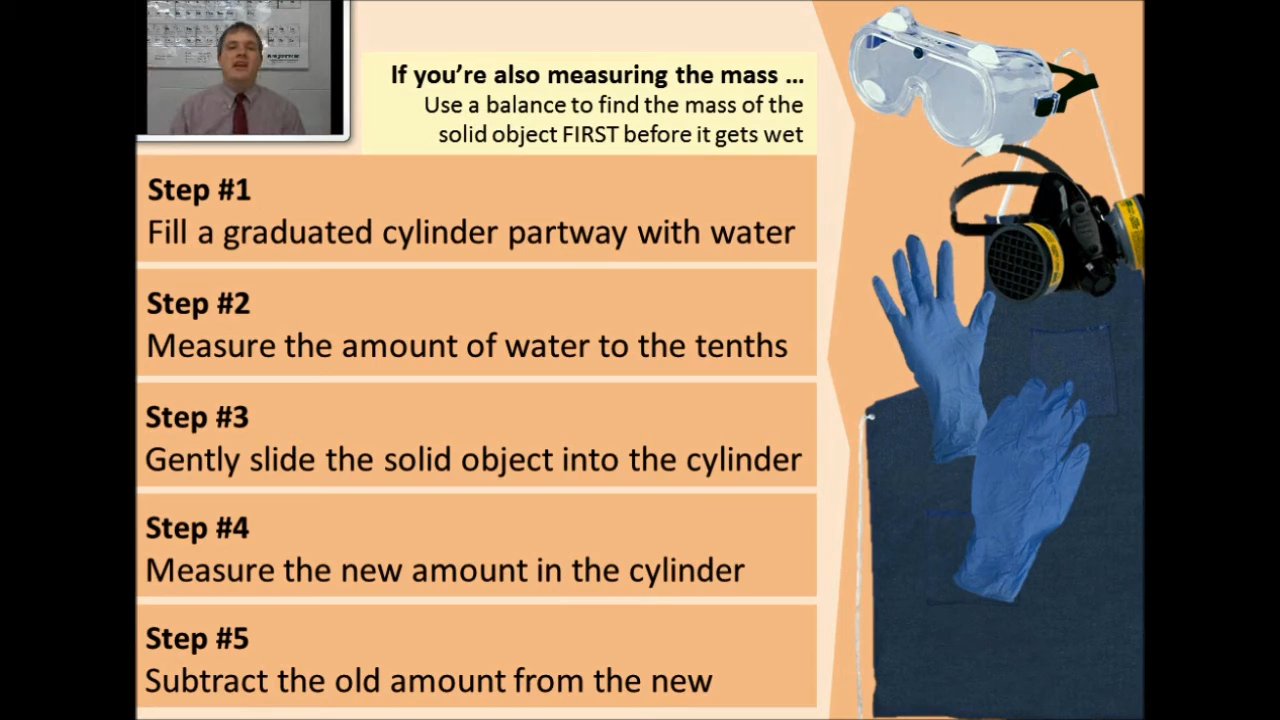 If you're also measuring the mass ...
Use a balance to find the mass of the
solid object FIRST before it gets wet
Step #1
Fill a graduated cylinder partway with water
Step #2
Measure the amount of water to the tenths
Step #3
Gently slide the solid object into the cylinder
Step #4
Measure the new amount in the cylinder
Step #5
Subtract the old amount from the new